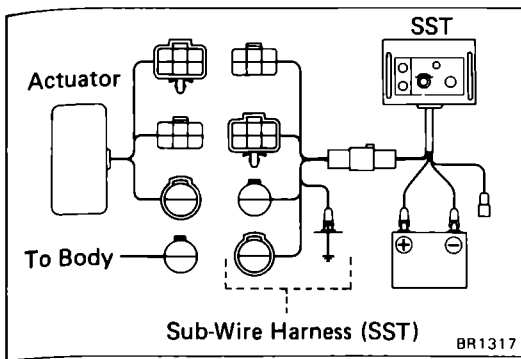 SST
Actuator
To Body
+ −
Sub-Wire Harness (SST)
BR1317